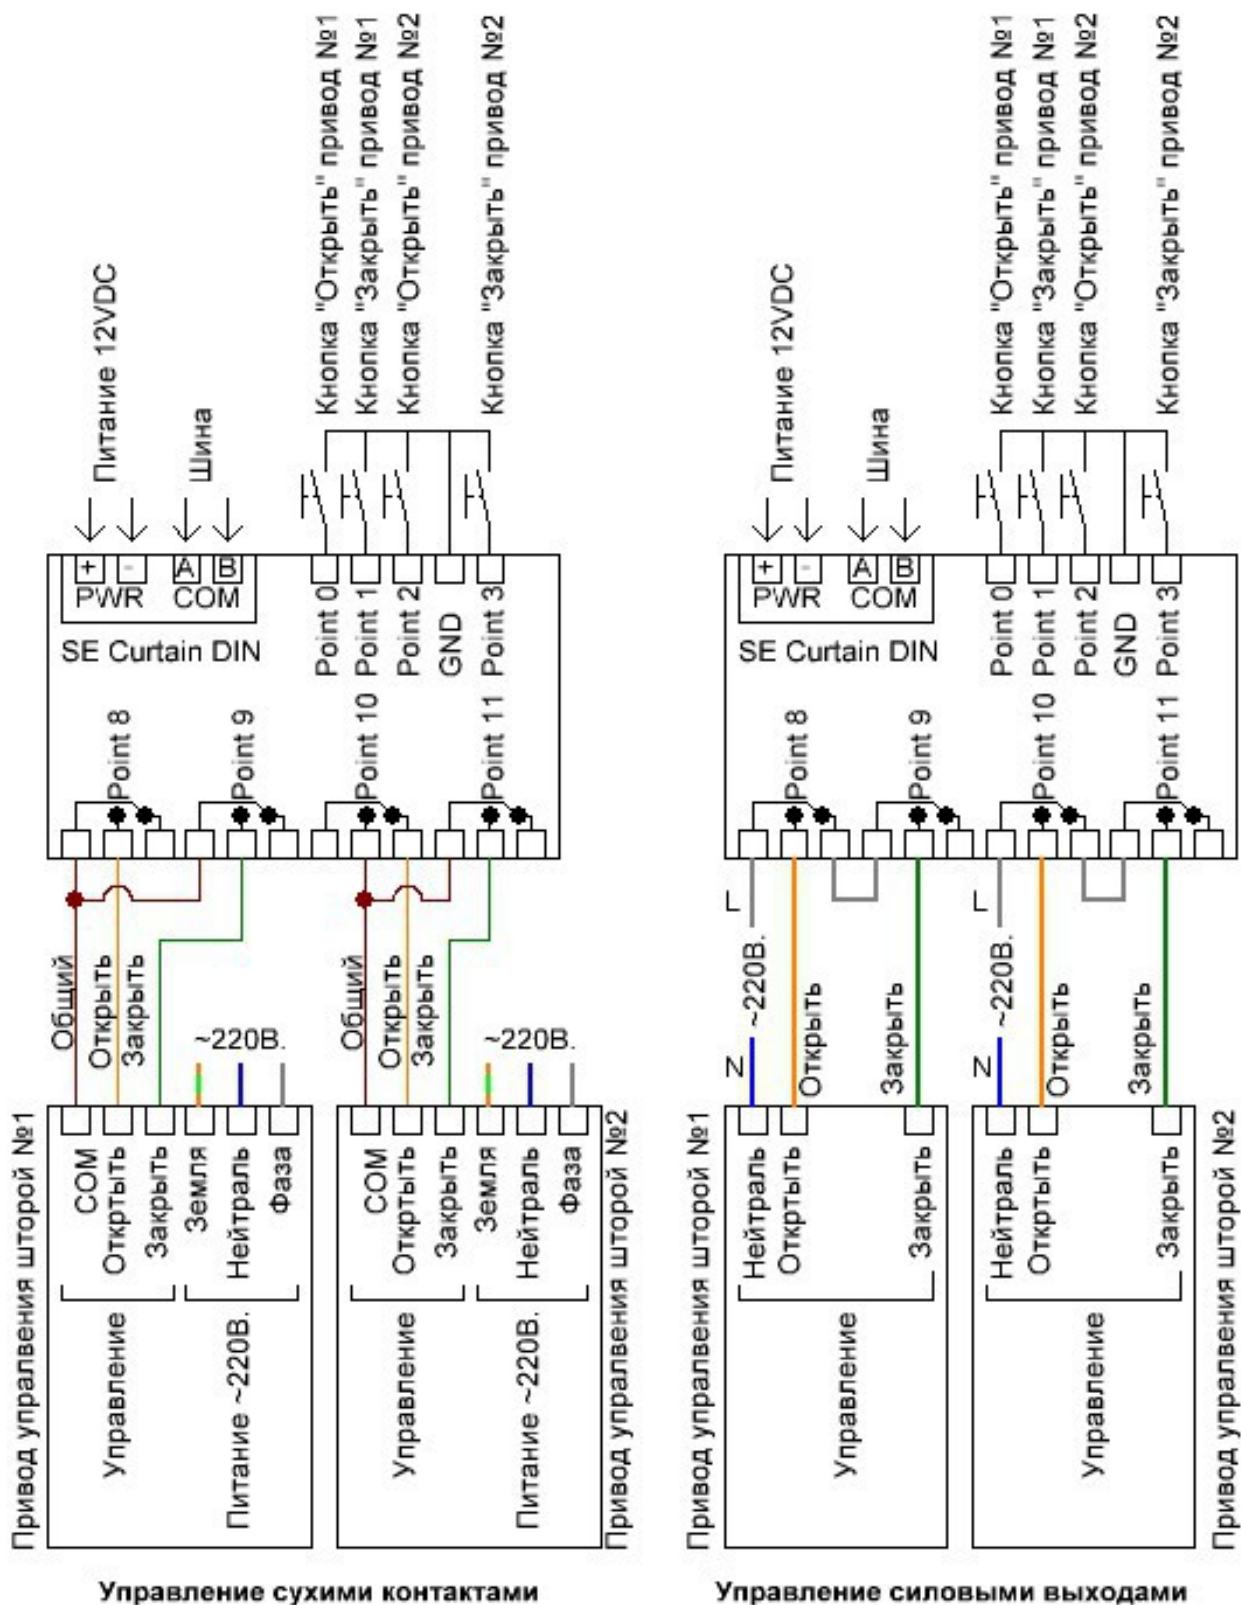 Кнопка "Открыть" привод №1
Кнопка "Закрыть" привод №1
Кнопка "Открыть" привод №2
Кнопка "Закрыть" привод №2
Питание 12VDC
Шина
+ - A B
PWR COM
SE Curtain DIN
Point 0
Point 1
Point 2
GND
Point 3
Point 8
Point 9
Point 10
Point 11
Общий
Открыть
Закрыть
~220В.
Общий
Открыть
Закрыть
~220В.
Привод упралвения шторой №1
COM
Откртыть
Закрыть
Земля
Нейтраль
Фаза
Управление
Питание ~220В.
COM
Откртыть
Закрыть
Земля
Нейтраль
Фаза
Управление
Питание ~220В.
Привод упралвения шторой №2
Управление сухими контактами
Кнопка "Открыть" привод №1
Кнопка "Закрыть" привод №1
Кнопка "Открыть" привод №2
Кнопка "Закрыть" привод №2
Питание 12VDC
Шина
+ - A B
PWR COM
SE Curtain DIN
Point 0
Point 1
Point 2
GND
Point 3
Point 8
Point 9
Point 10
Point 11
L
~220В.
N
Открыть
Закрыть
L
~220В.
N
Открыть
Закрыть
Привод упралвения шторой №1
Нейтраль
Откртыть
Закрыть
Управление
Нейтраль
Откртыть
Закрыть
Управление
Привод упралвения шторой №2
Управление силовыми выходами